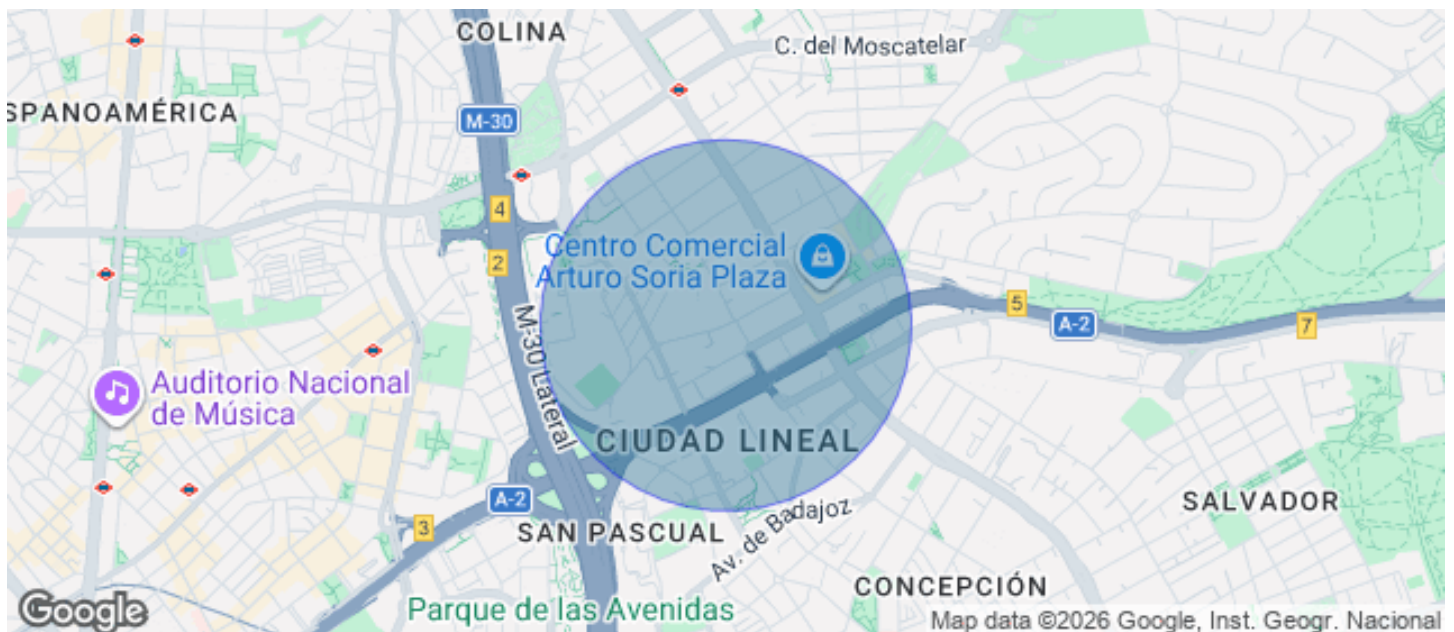 COLINA
C. del Moscatelar
SPANOAMÉRICA
M-30
4
2
Centro Comercial
Arturo Soria Plaza
5
A-2
7
M-30 Lateral
Auditorio Nacional
de Música
CIUDAD LINEAL
A-2
3
SAN PASCUAL
Av. de Badajoz
SALVADOR
CONCEPCIÓN
Parque de las Avenidas
Google
Map data ©2026 Google, Inst. Geogr. Nacional